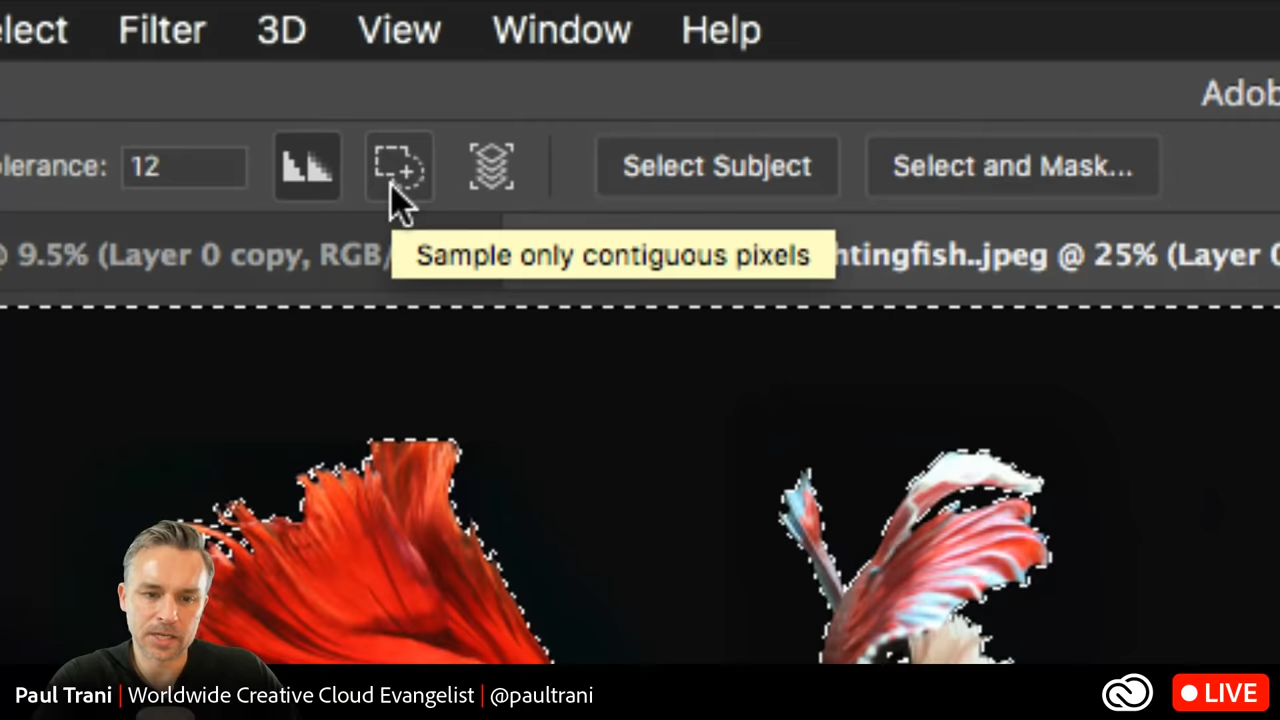 elect Filter 3D View Window Help
Adob
olerance: 12 Select Subject Select and Mask...
@ 9.5% (Layer 0 copy, RGB/ Sample only contiguous pixels htingfish..jpeg @ 25% (Layer 0
Paul Trani | Worldwide Creative Cloud Evangelist | @paultrani LIVE